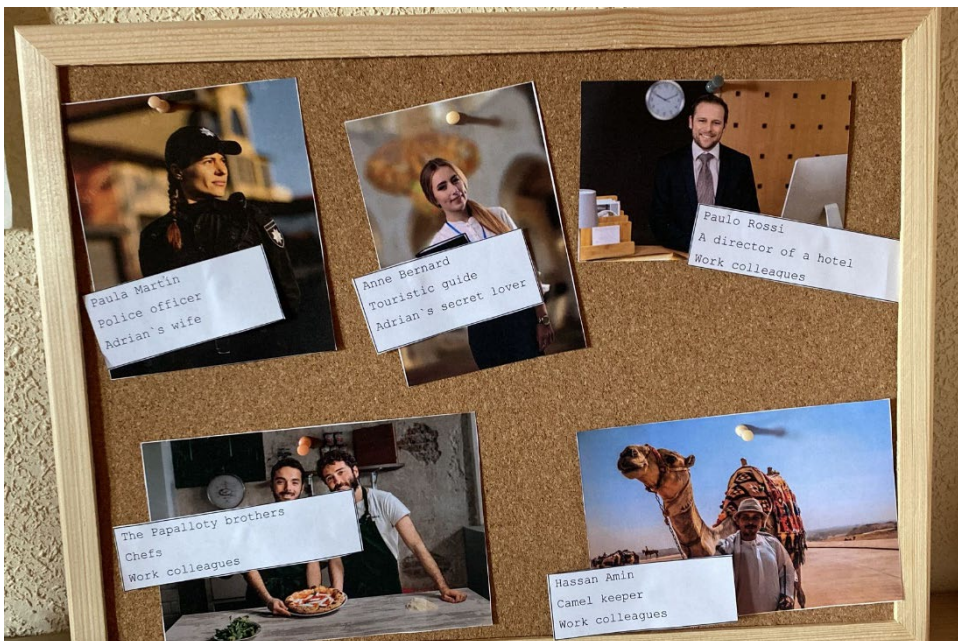 Paula Martin
Police officer
Adrian`s wife
Anne Bernard
Touristic guide
Adrian`s secret lover
Paulo Rossi
A director of a hotel
Work colleagues
The Papalloty brothers
Chefs
Work colleagues
Hassan Amin
Camel keeper
Work colleagues